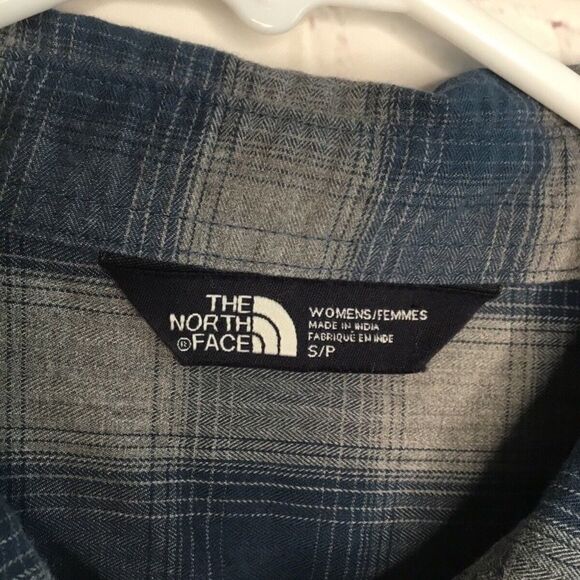 THE
NORTH
® FACE
WOMENS/FEMMES
MADE IN INDIA
FABRIQUÉ EN INDE
S/P